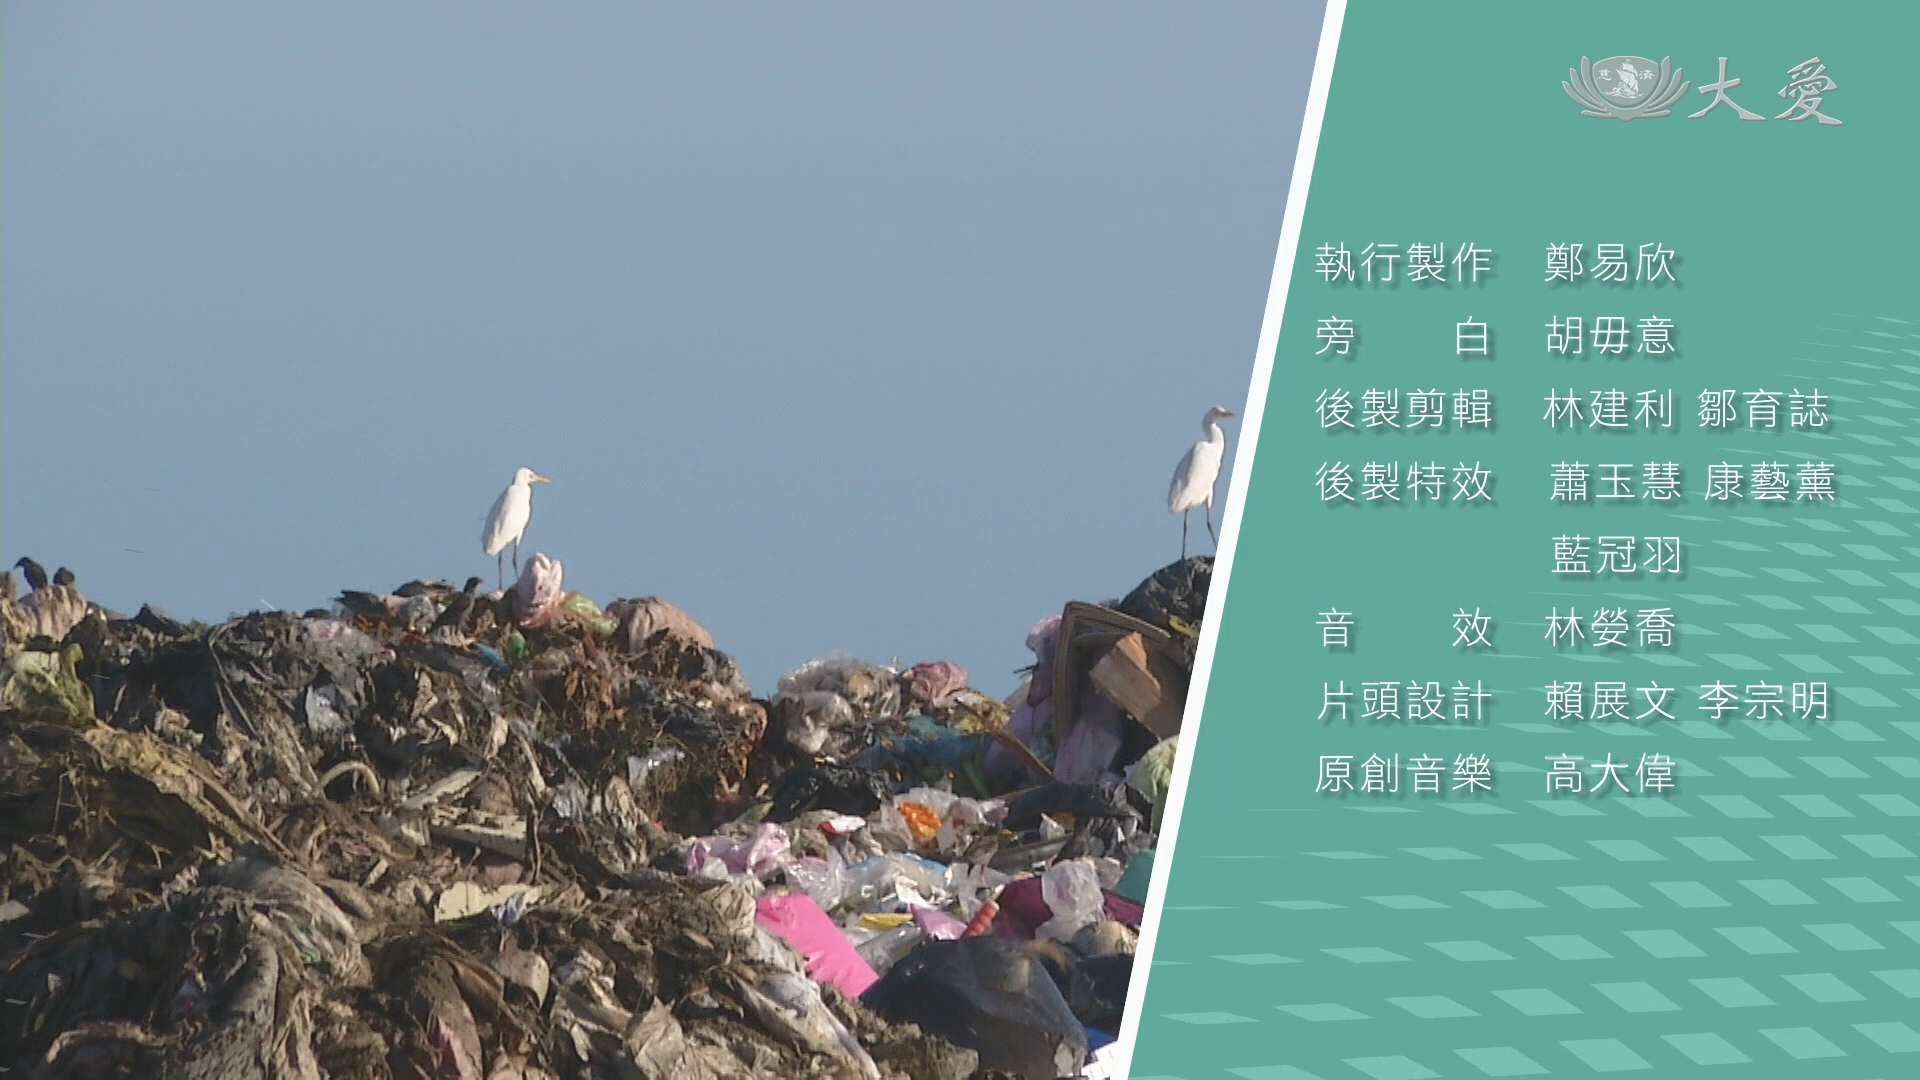 慈濟 大愛
執行製作 鄭易欣
旁 白 胡毋意
後製剪輯 林建利 鄒育誌
後製特效 蕭玉慧 康藝薰
藍冠羽
音 效 林嫈喬
片頭設計 賴展文 李宗明
原創音樂 高大偉